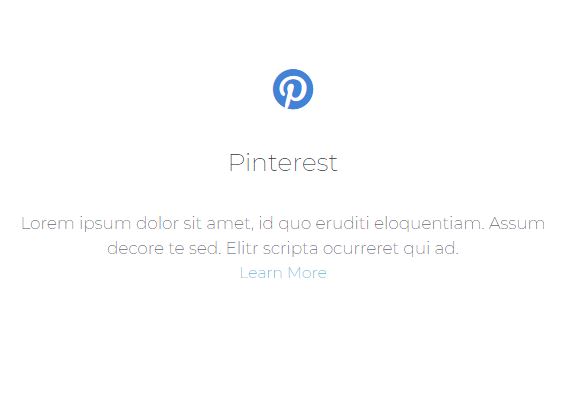 Pinterest
Lorem ipsum dolor sit amet, id quo eruditi eloquentiam. Assum
decore te sed. Elitr scripta ocurreret qui ad.
Learn More